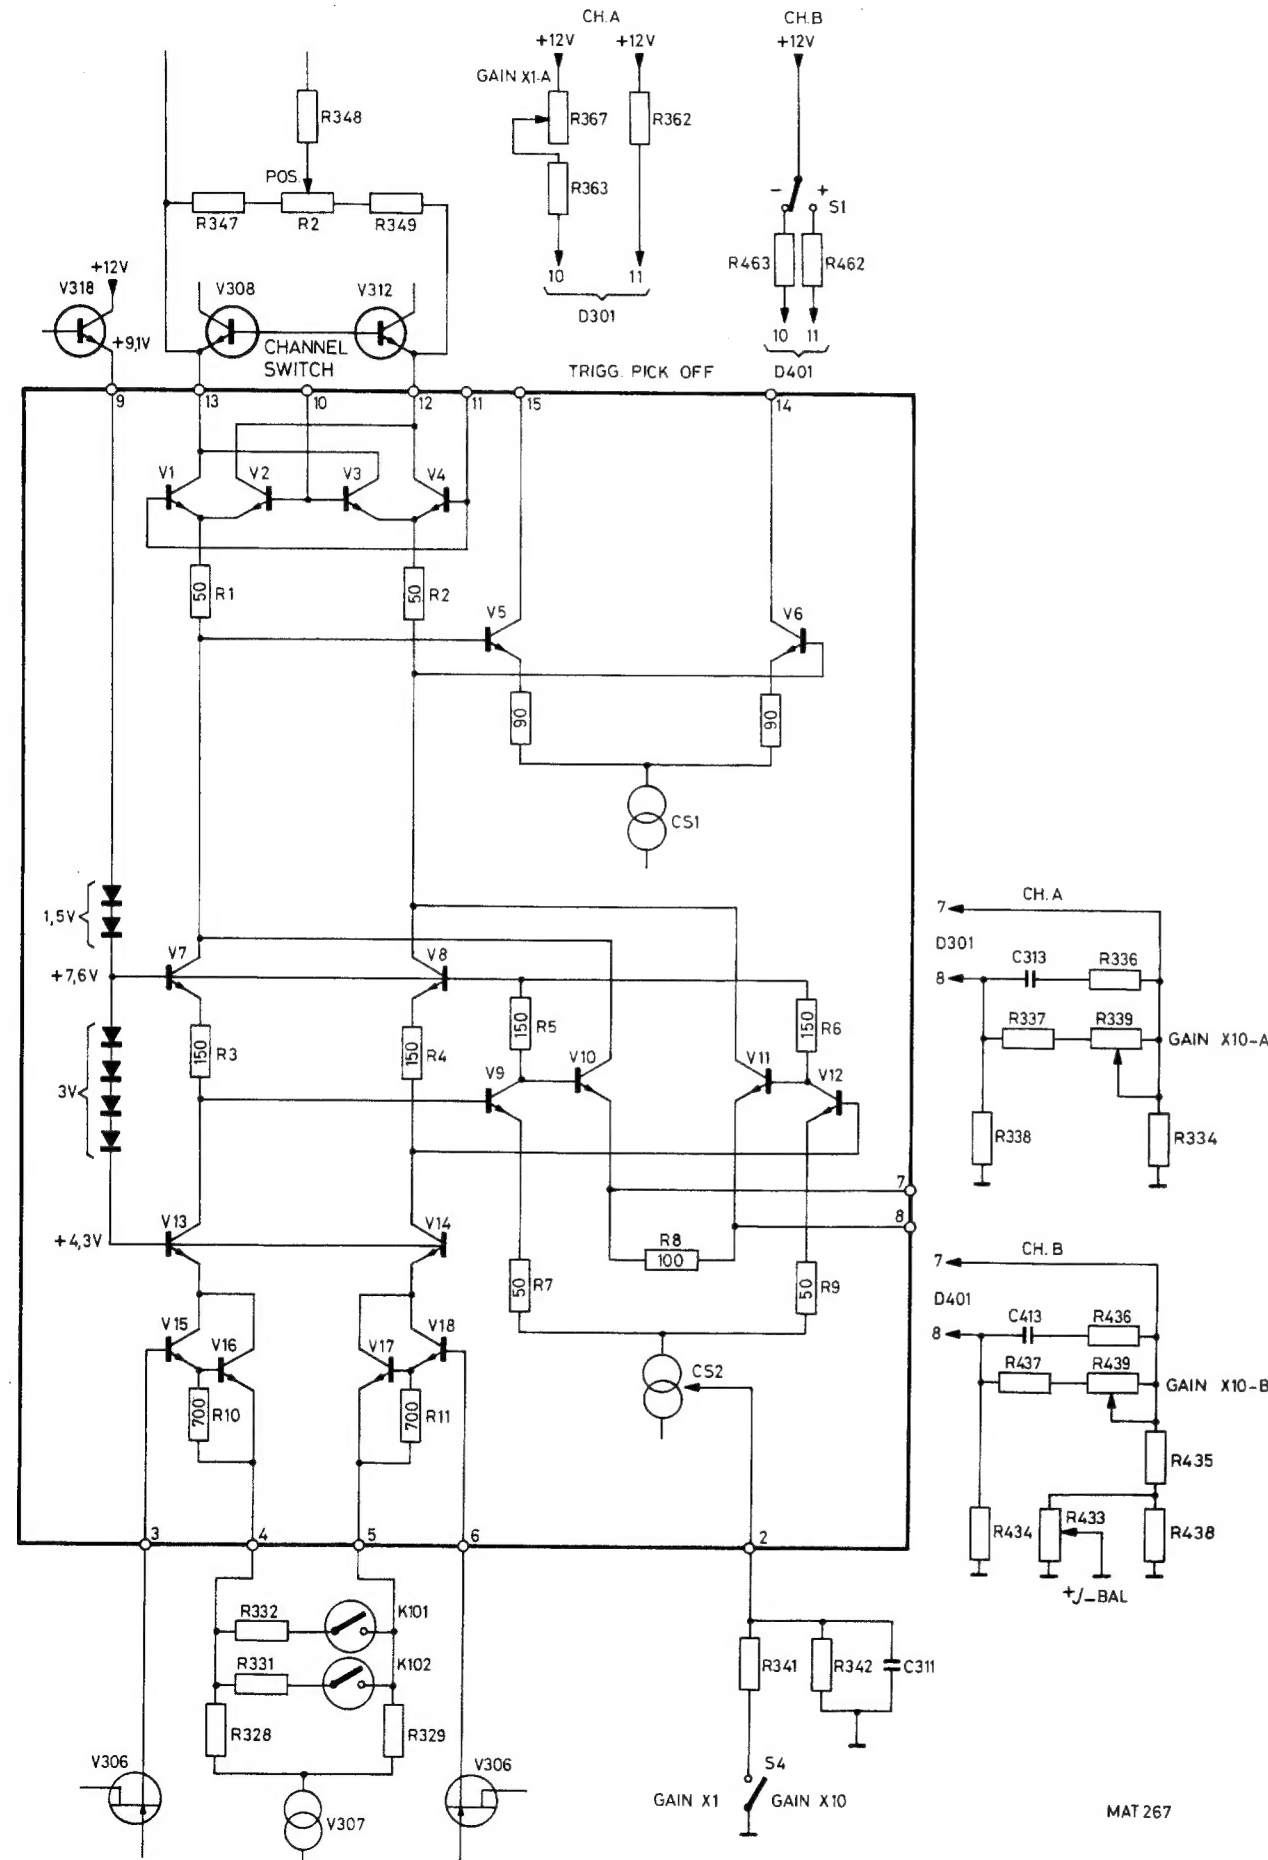 CH.A
CH.B
+12V +12V
+12V
GAIN X1-A
R348
R367
R362
POS.
R363
R347
R2
R349
- +
S1
R463
R462
10
11
D301
10 11
D401
+12V
V318
V308
V312
+9,1V
CHANNEL
SWITCH
TRIGG. PICK OFF
9
13
10
12
11
15
14
V1
V2
V3
V4
50
R1
50
R2
V5
V6
90
90
CS1
1,5V
+7,6V
V7
V8
150
R3
150
R4
150
R5
150
R6
3V
V9
V10
V11
V12
7
8
+4,3V
V13
V14
R8
100
50
R7
50
R9
V15
V16
V17
V18
700
R10
700
R11
CS2
3
4
5
6
2
CH.A
7
D301
8
C313
R336
R337
R339
GAIN X10-A
R338
R334
CH.B
7
D401
8
C413
R436
R437
R439
GAIN X10-B
R435
R434
R433
R438
+/-BAL
R332
K101
R331
K102
R328
R329
V306
V306
V307
R341
R342
C311
S4
GAIN X1
GAIN X10
MAT 267